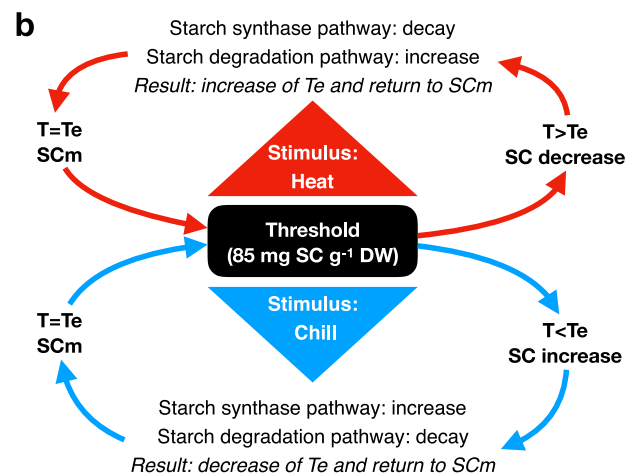 b
Starch synthase pathway: decay
Starch degradation pathway: increase
Result: increase of Te and return to SCm
T=Te
SCm
Stimulus:
Heat
T>Te
SC decrease
Threshold
(85 mg SC g⁻¹ DW)
T=Te
SCm
Stimulus:
Chill
T<Te
SC increase
Starch synthase pathway: increase
Starch degradation pathway: decay
Result: decrease of Te and return to SCm